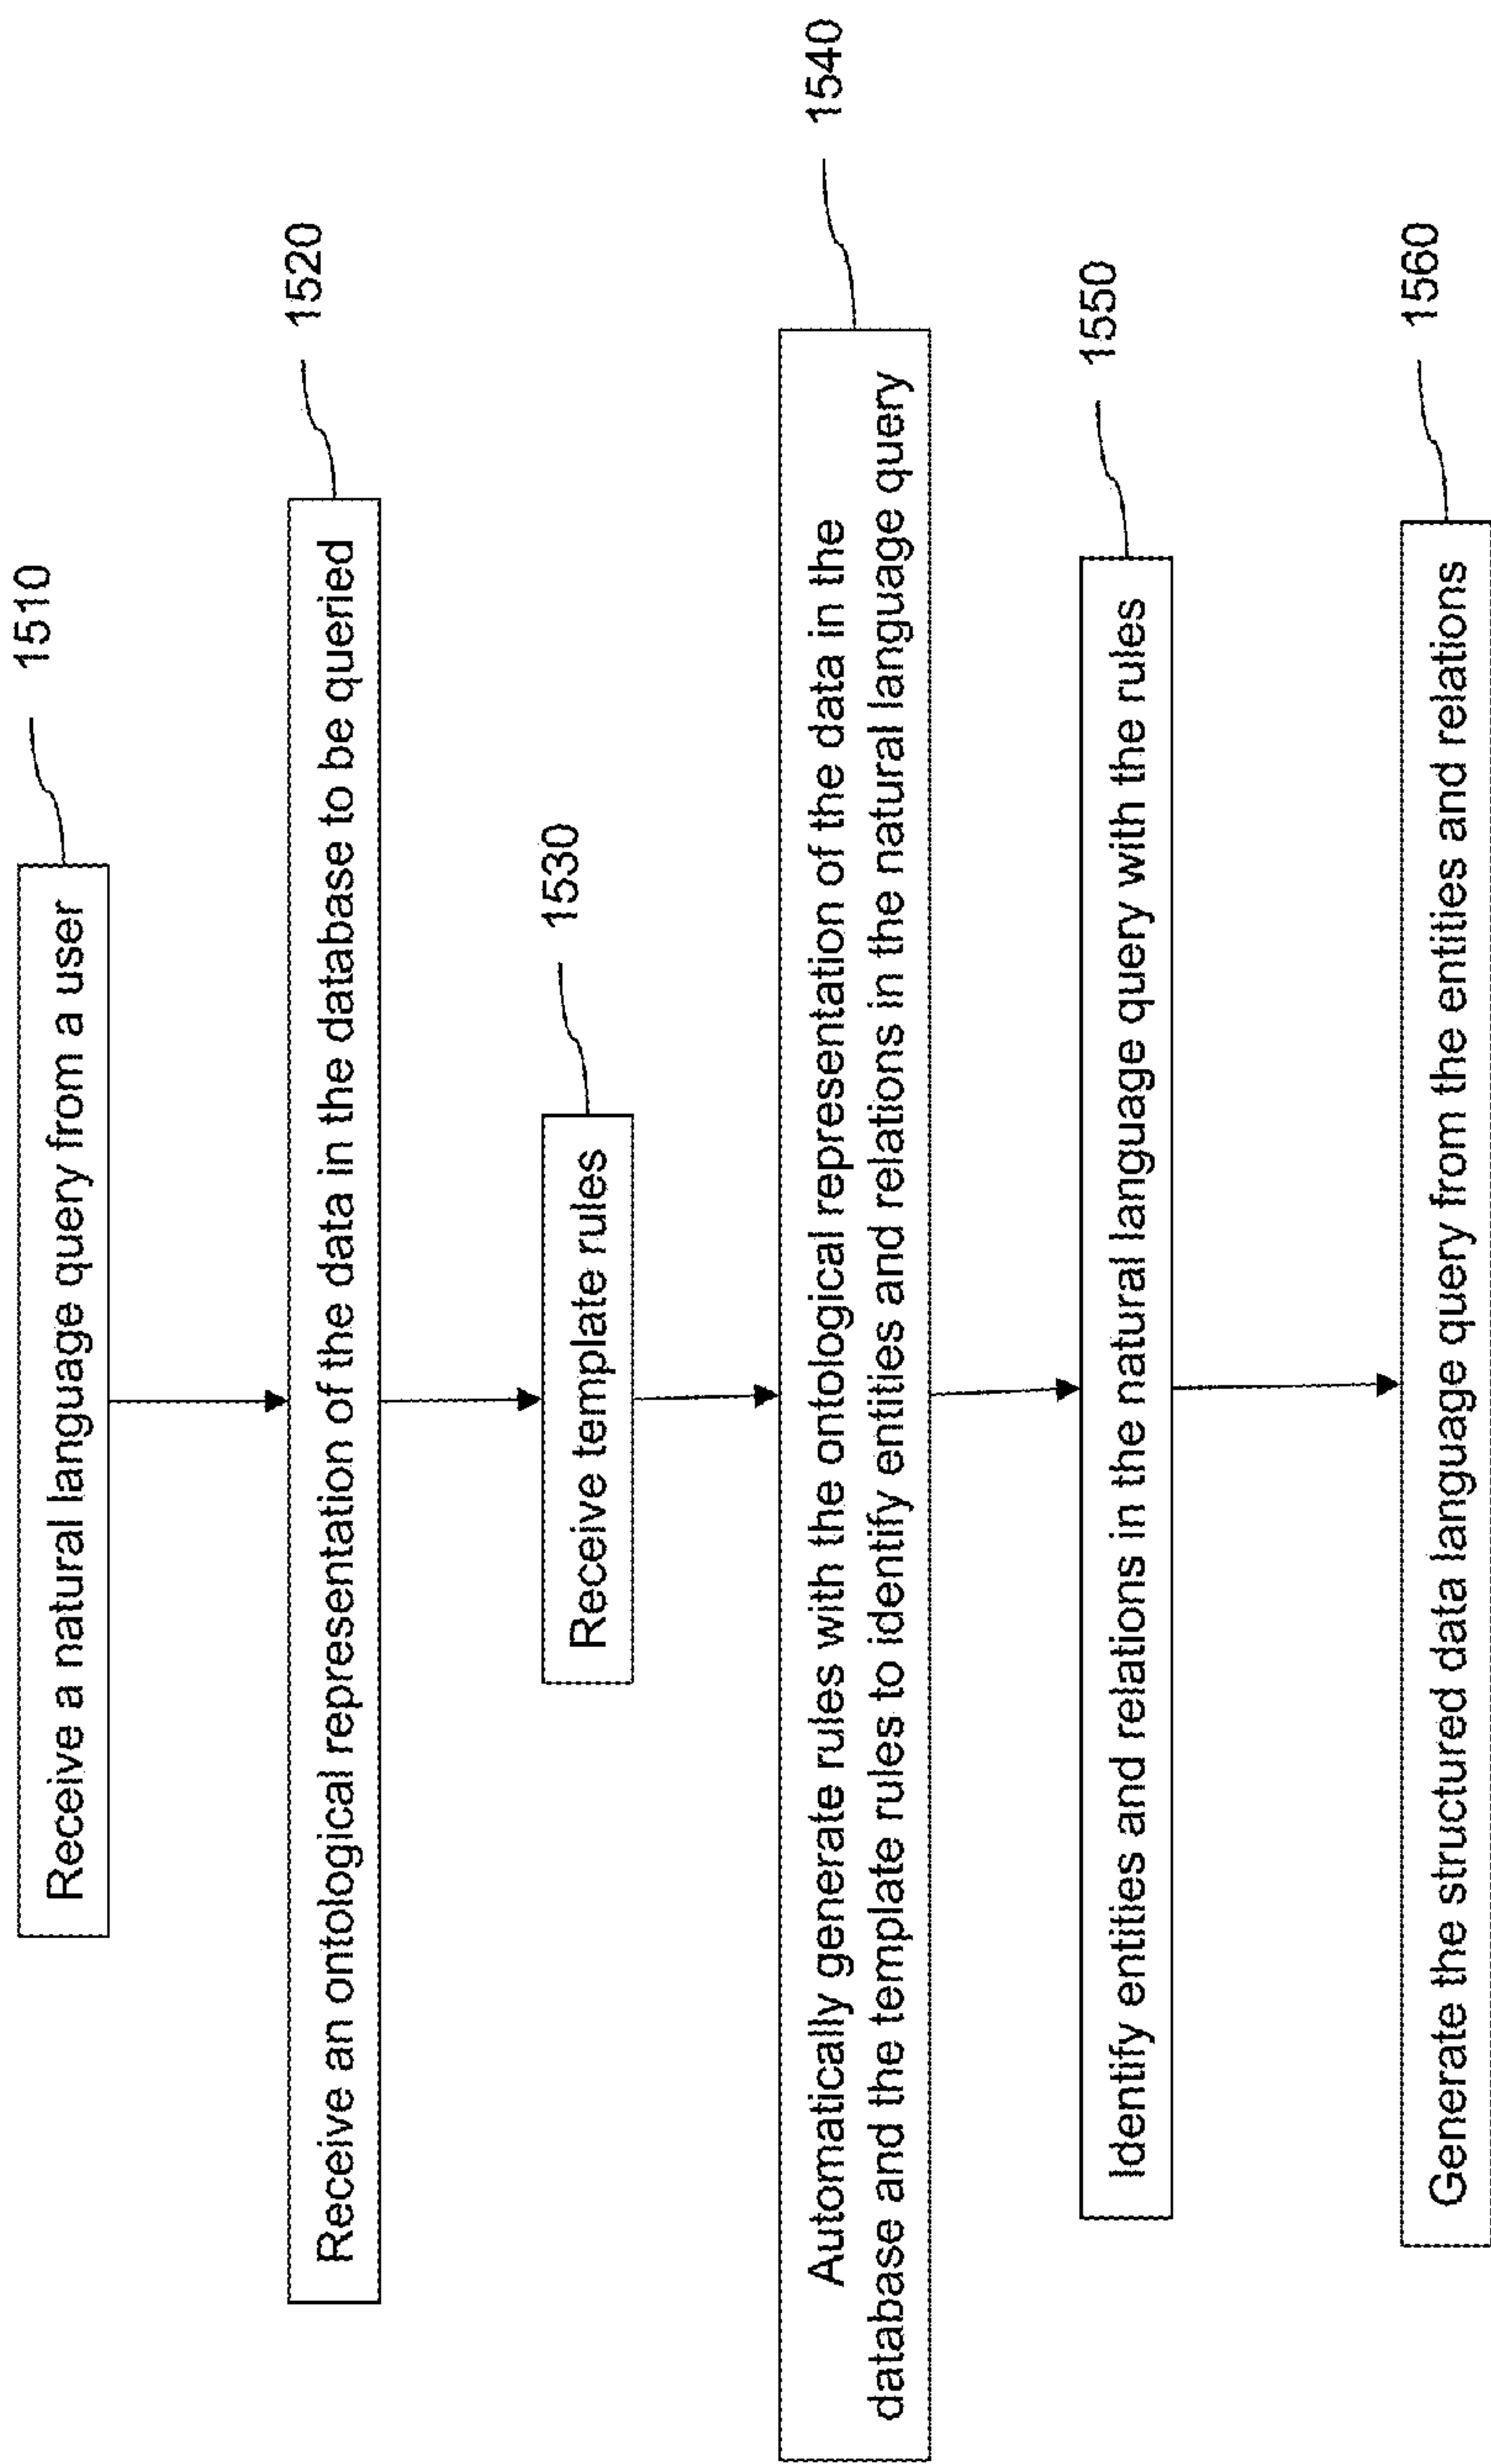 Receive a natural language query from a user
1510
Receive an ontological representation of the data in the database to be queried
1520
Receive template rules
1530
Automatically generate rules with the ontological representation of the data in the
database and the template rules to identify entities and relations in the natural language query
1540
Identify entities and relations in the natural language query with the rules
1550
Generate the structured data language query from the entities and relations
1560